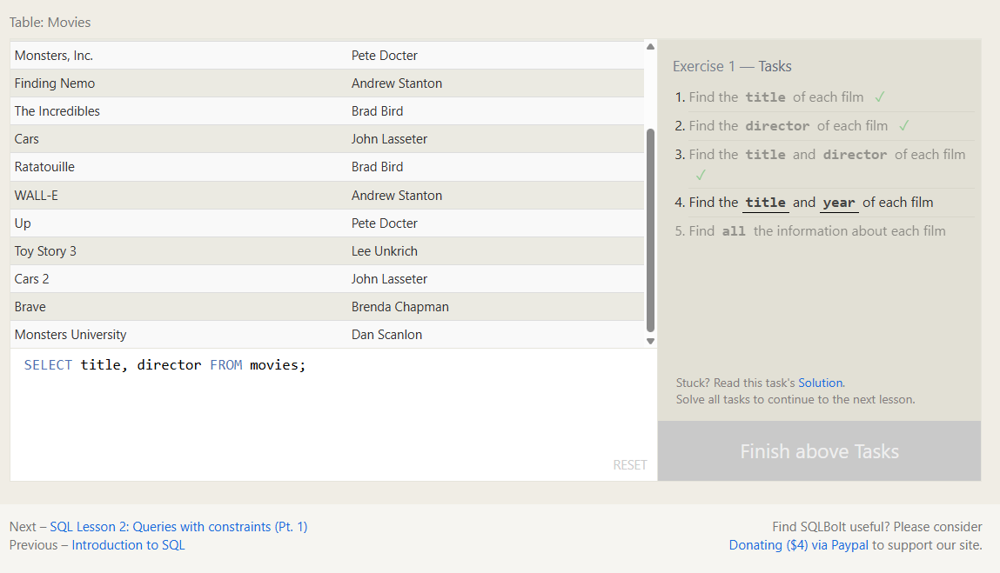 Table: Movies
Monsters, Inc. Pete Docter
Finding Nemo Andrew Stanton
The Incredibles Brad Bird
Cars John Lasseter
Ratatouille Brad Bird
WALL-E Andrew Stanton
Up Pete Docter
Toy Story 3 Lee Unkrich
Cars 2 John Lasseter
Brave Brenda Chapman
Monsters University Dan Scanlon
SELECT title, director FROM movies;
RESET
Exercise 1 — Tasks
1. Find the title of each film ✓
2. Find the director of each film ✓
3. Find the title and director of each film
✓
4. Find the title and year of each film
5. Find all the information about each film
Stuck? Read this task's Solution.
Solve all tasks to continue to the next lesson.
Finish above Tasks
Next – SQL Lesson 2: Queries with constraints (Pt. 1)
Previous – Introduction to SQL
Find SQLBolt useful? Please consider
Donating ($4) via Paypal to support our site.